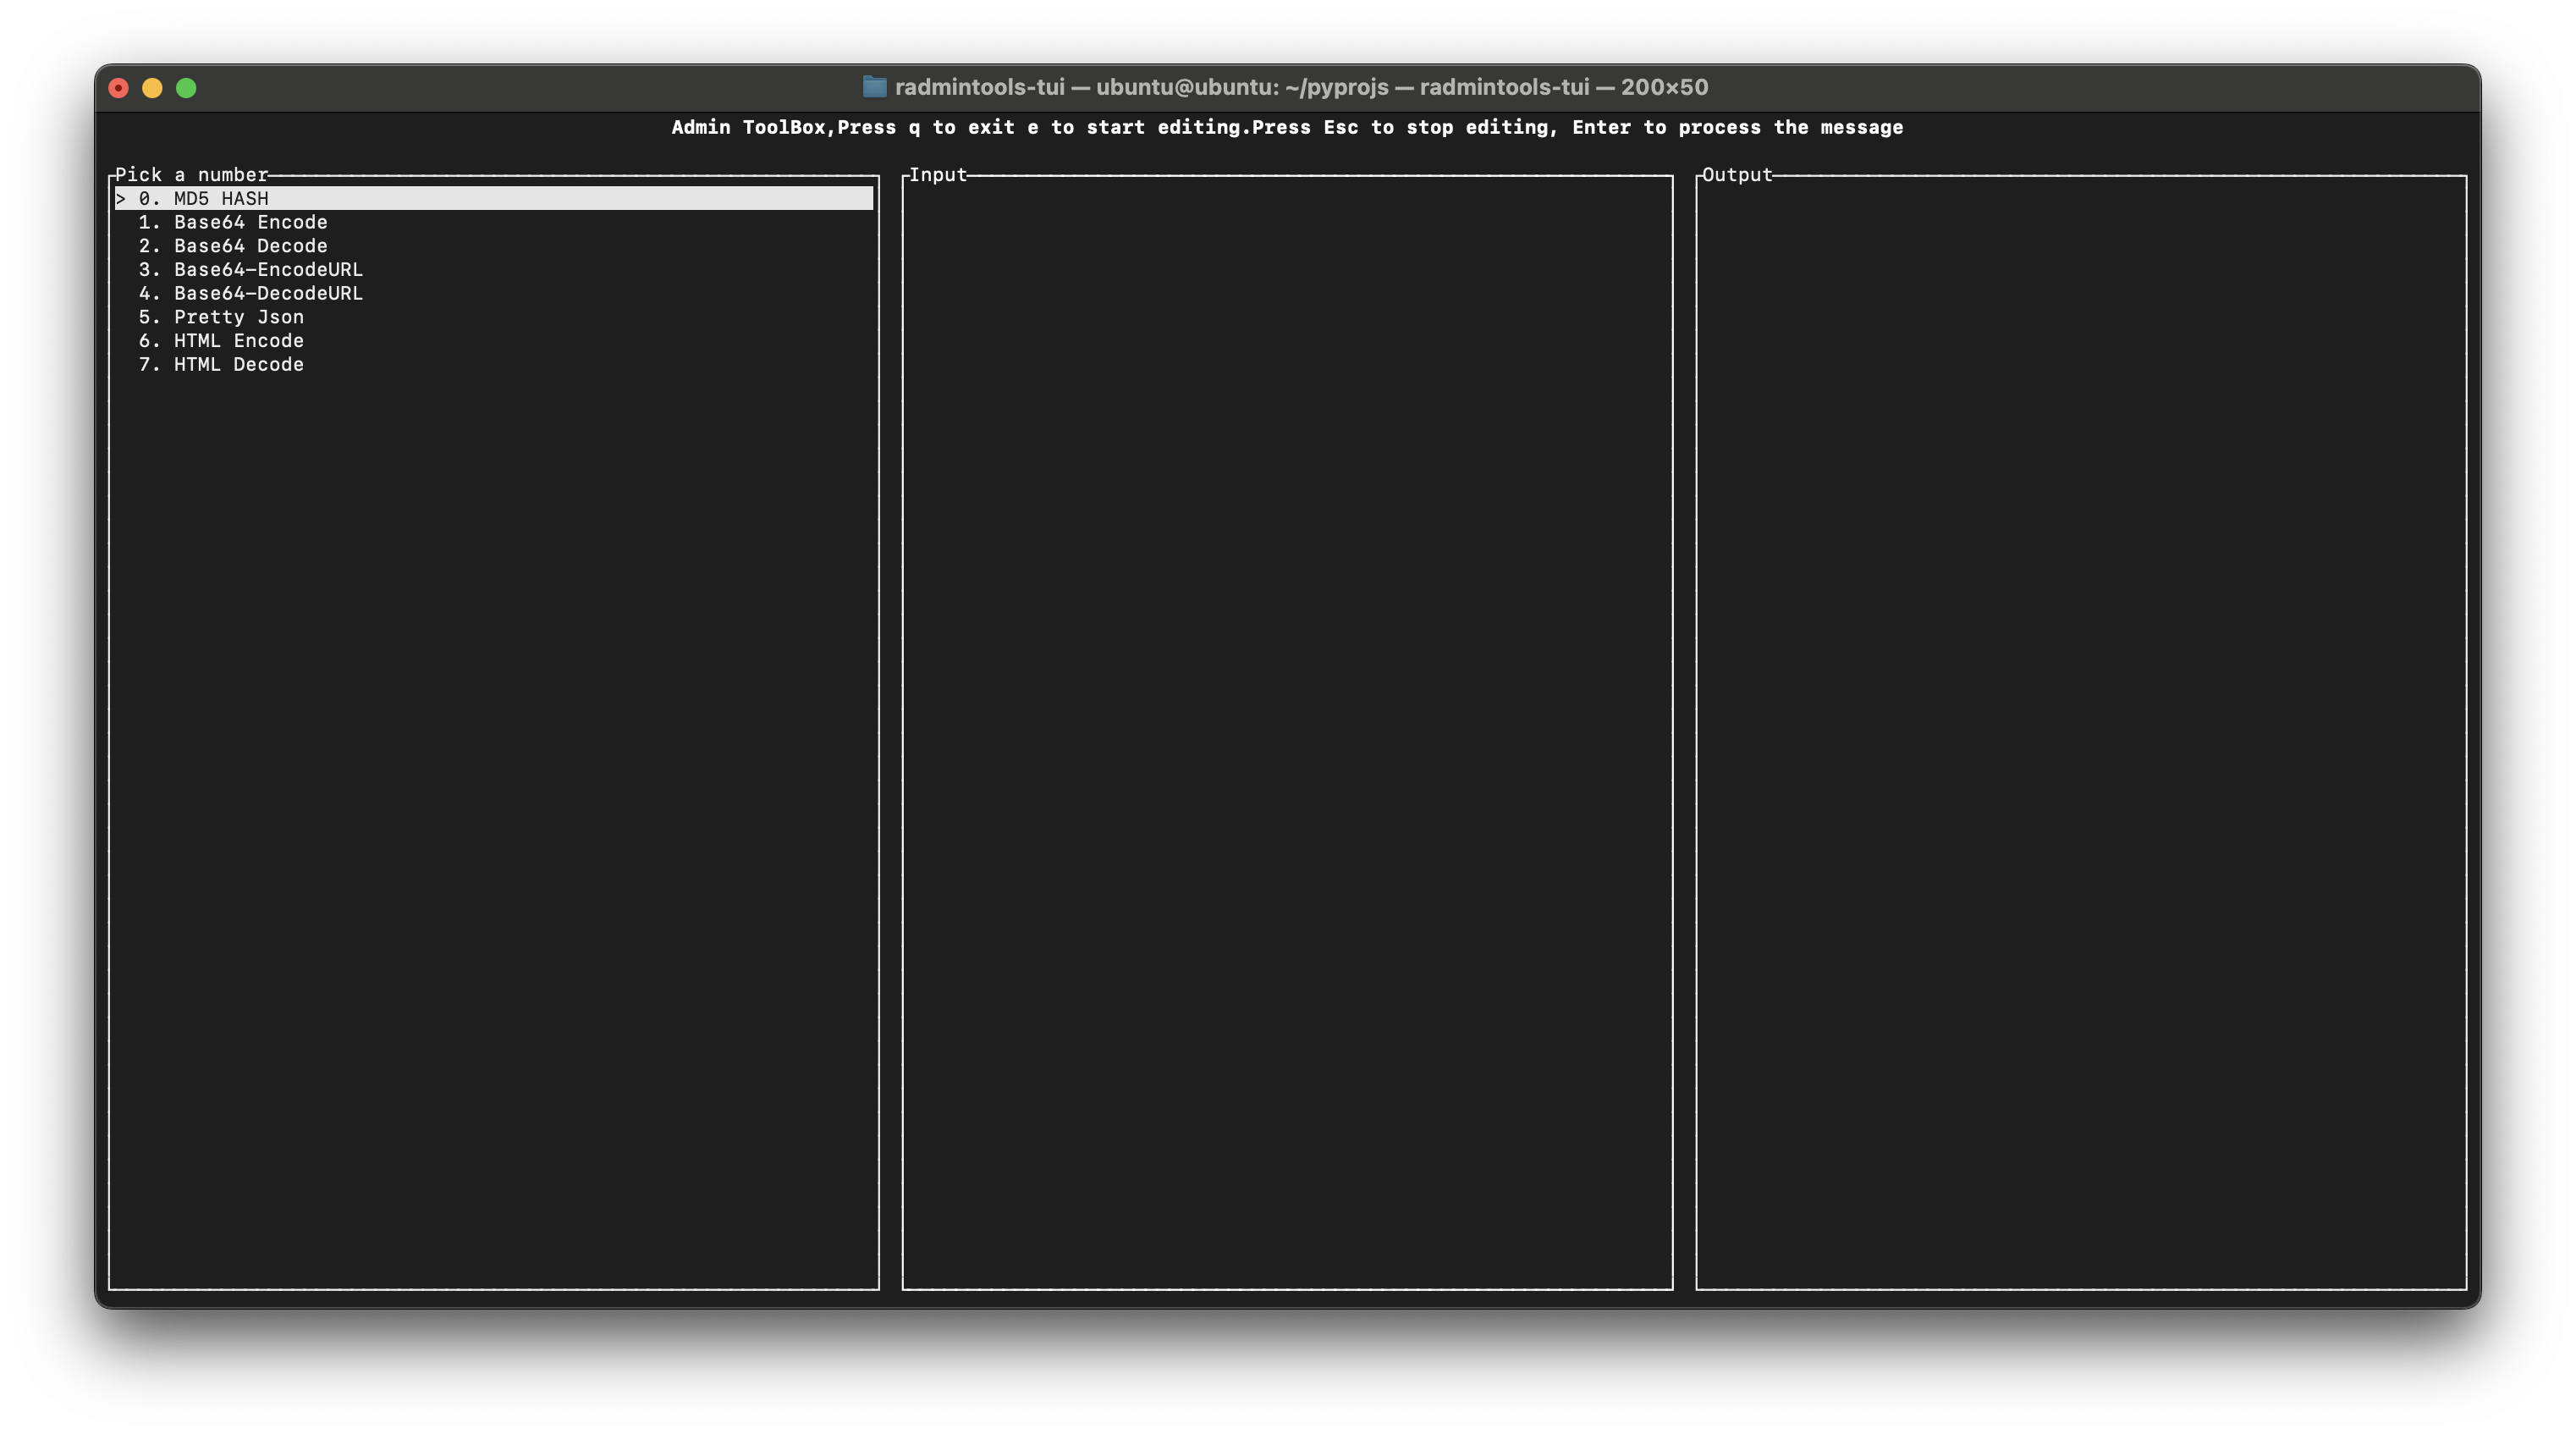 radmintools-tui — ubuntu@ubuntu: ~/pyprojs — radmintools-tui — 200×50
Admin ToolBox,Press q to exit e to start editing.Press Esc to stop editing, Enter to process the message
Pick a number
> 0. MD5 HASH
1. Base64 Encode
2. Base64 Decode
3. Base64-EncodeURL
4. Base64-DecodeURL
5. Pretty Json
6. HTML Encode
7. HTML Decode
Input
Output